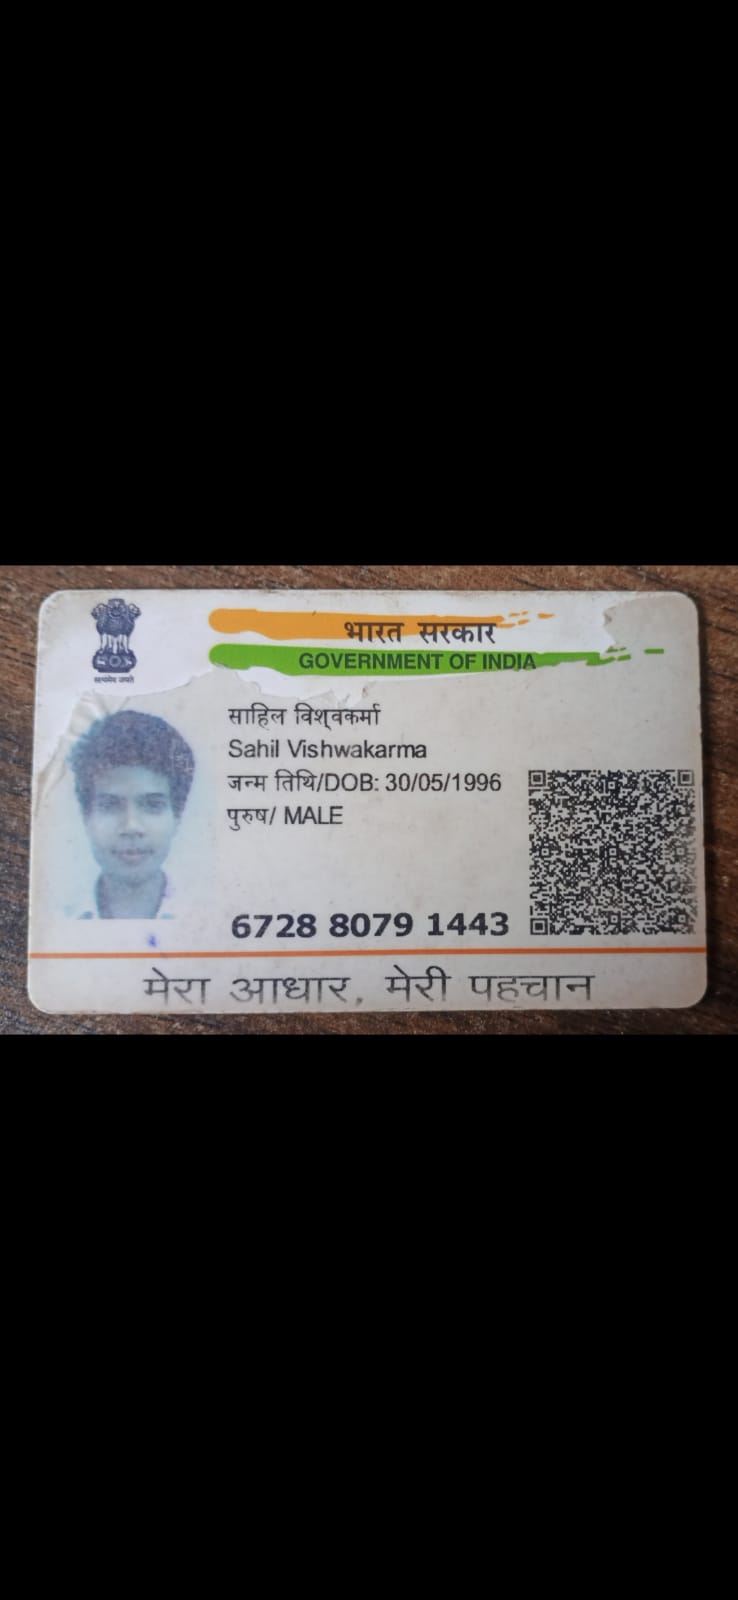 सत्यमेव जयते
भारत सरकार
GOVERNMENT OF INDIA
साहिल विश्वकर्मा
Sahil Vishwakarma
जन्म तिथि/DOB: 30/05/1996
पुरुष/ MALE
6728 8079 1443
मेरा आधार, मेरी पहचान